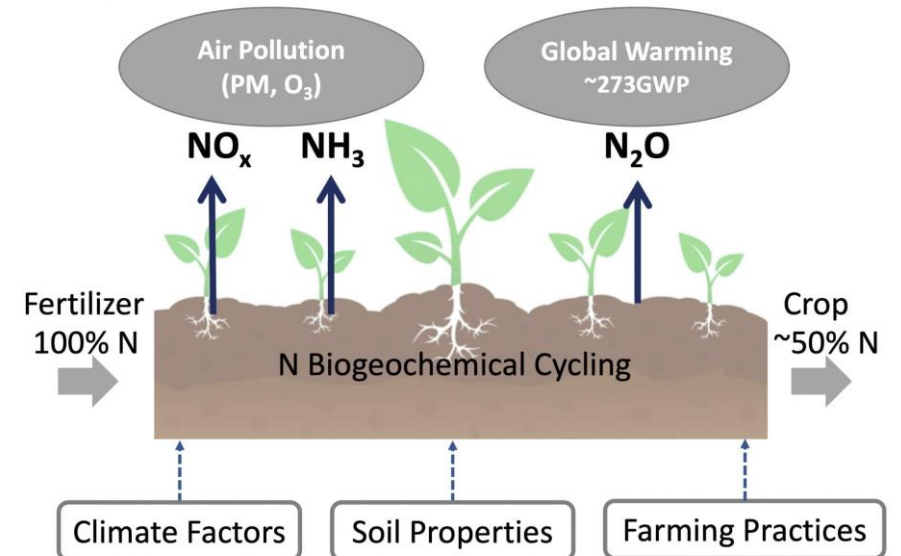 Air Pollution
(PM, O₃)
Global Warming
~273GWP
NOₓ
NH₃
N₂O
Fertilizer
100% N
Crop
~50% N
N Biogeochemical Cycling
Climate Factors
Soil Properties
Farming Practices